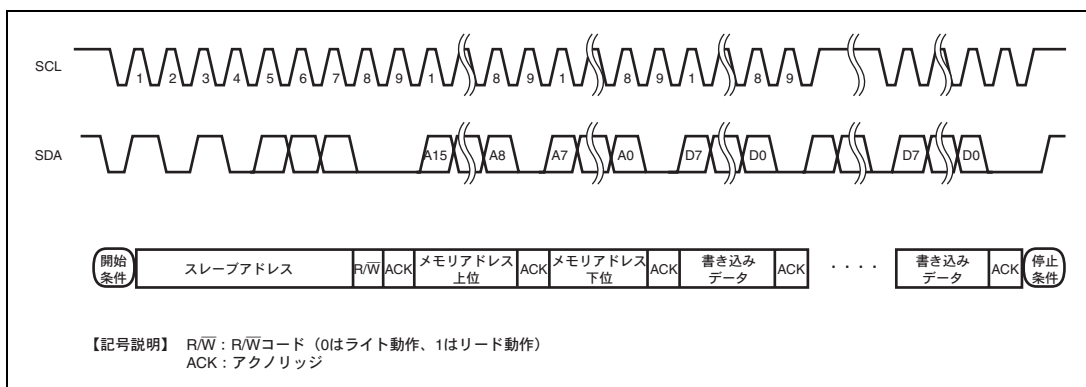 SCL
1 2 3 4 5 6 7 8 9 1 8 9 1 8 9 1 8 9
SDA
A15 A8 A7 A0 D7 D0 D7 D0
開始条件 スレーブアドレス R/W̅ ACK メモリアドレス上位 ACK メモリアドレス下位 ACK 書き込みデータ ACK ・・・・ 書き込みデータ ACK 停止条件
【記号説明】 R/W̅:R/W̅コード（0はライト動作、1はリード動作）
ACK:アクノリッジ